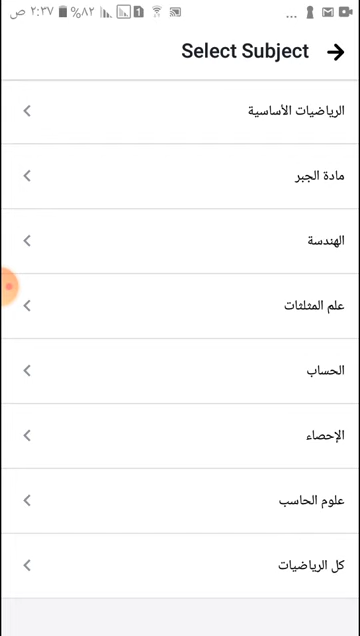 ٢:٣٧ ص %٨٢
Select Subject
الرياضيات الأساسية
مادة الجبر
الهندسة
علم المثلثات
الحساب
الإحصاء
علوم الحاسب
كل الرياضيات